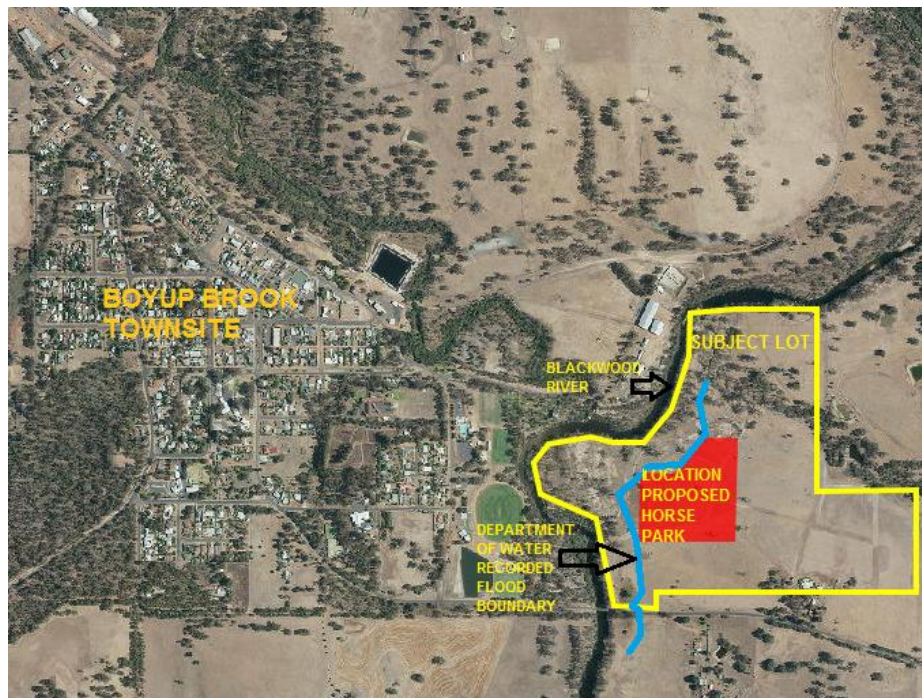 BOYUP BROOK
TOWNSITE
SUBJECT LOT
BLACKWOOD
RIVER
LOCATION
PROPOSED
HORSE
PARK
DEPARTMENT
OF WATER
RECORDED
FLOOD
BOUNDARY